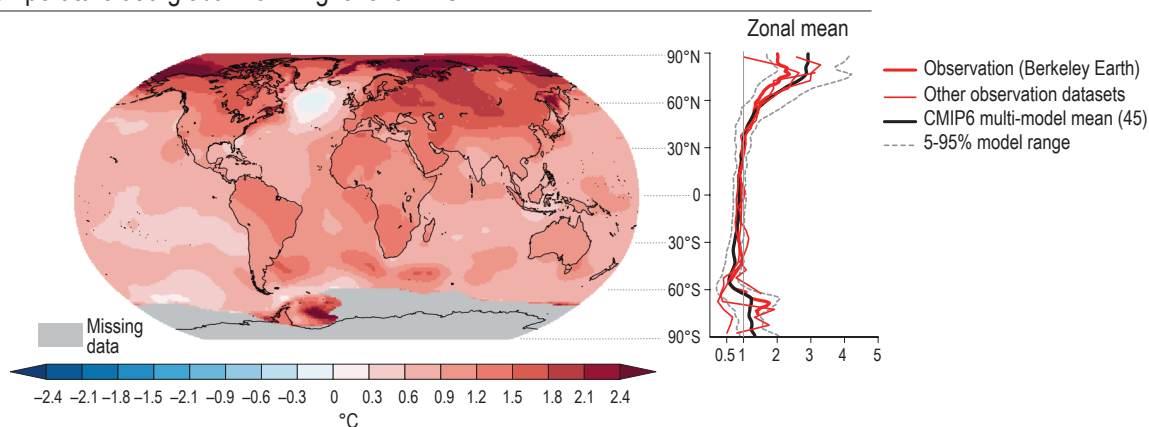 Zonal mean
90°N
60°N
30°N
0
30°S
60°S
90°S
0.5 1 2 3 4 5
Observation (Berkeley Earth)
Other observation datasets
CMIP6 multi-model mean (45)
5-95% model range
Missing
data
–2.4 –2.1 –1.8 –1.5 –2.1 –0.9 –0.6 –0.3 0 0.3 0.6 0.9 1.2 1.5 1.8 2.1 2.4
°C